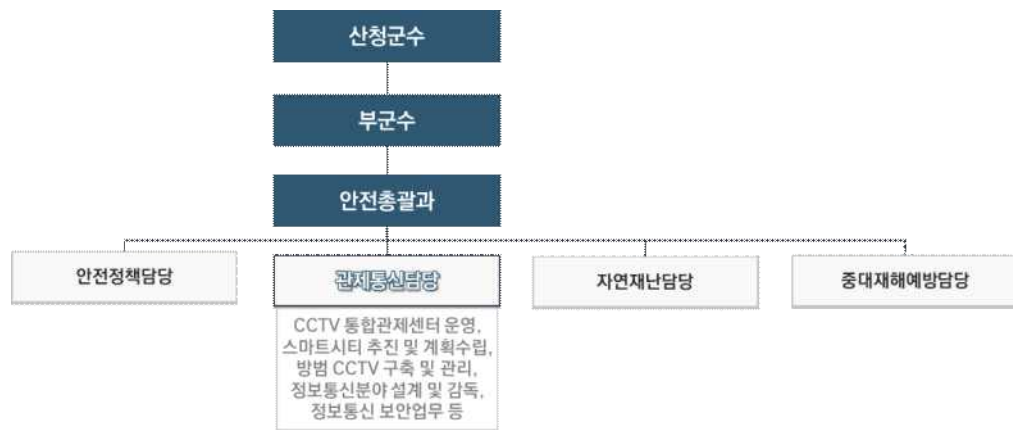 산청군수
부군수
안전총괄과
안전정책담당
관제통신담당
자연재난담당
중대재해예방담당
CCTV 통합관제센터 운영,
스마트시티 추진 및 계획수립,
방범 CCTV 구축 및 관리,
정보통신분야 설계 및 감독,
정보통신 보안업무 등